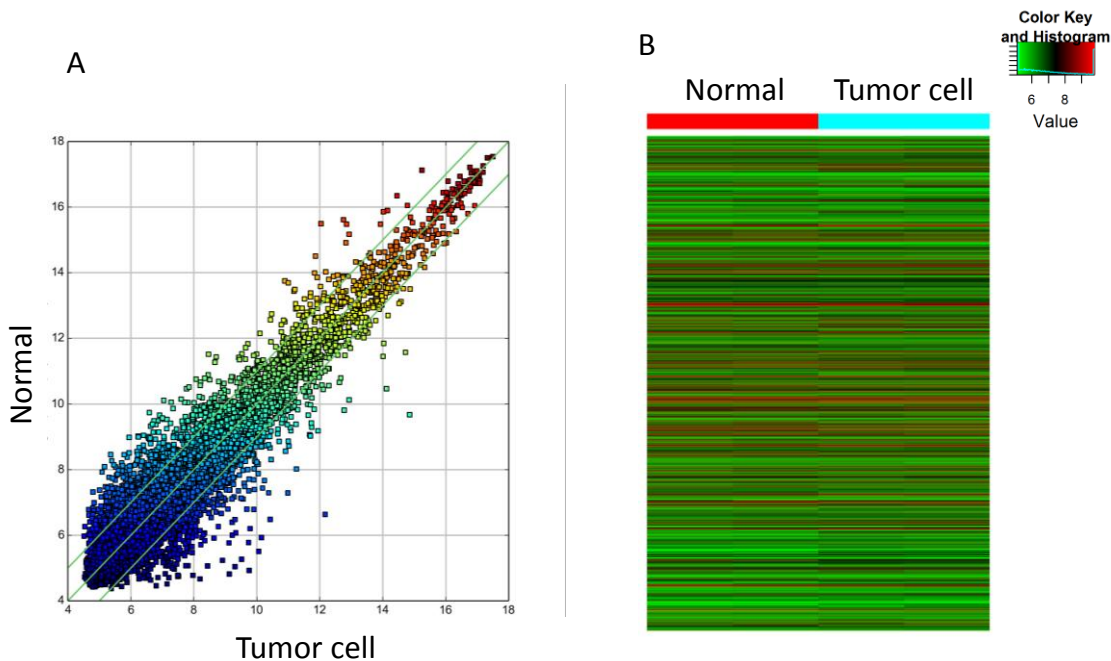 A
18
16
14
12
10
8
6
4
4 6 8 10 12 14 16 18
Normal
Tumor cell
B
Color Key
and Histogram
6 8
Value
Normal Tumor cell